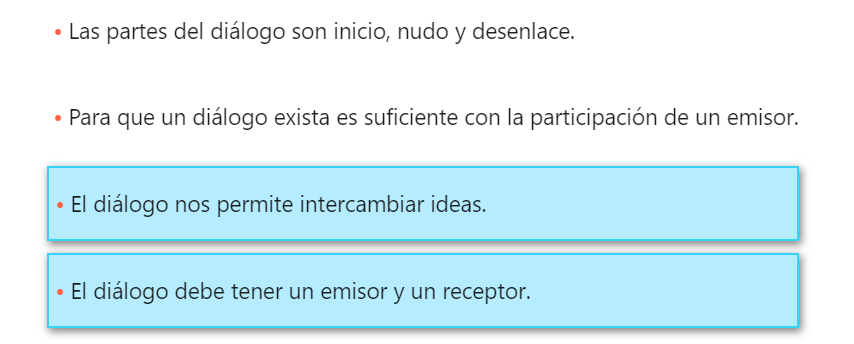 • Las partes del diálogo son inicio, nudo y desenlace.
• Para que un diálogo exista es suficiente con la participación de un emisor.
• El diálogo nos permite intercambiar ideas.
• El diálogo debe tener un emisor y un receptor.